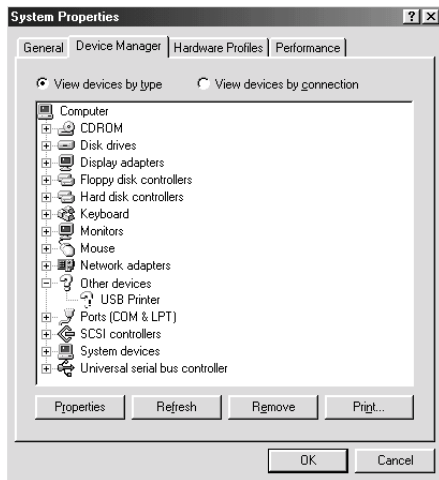 System Properties
General Device Manager Hardware Profiles Performance
View devices by type View devices by connection
Computer
CDROM
Disk drives
Display adapters
Floppy disk controllers
Hard disk controllers
Keyboard
Monitors
Mouse
Network adapters
Other devices
USB Printer
Ports (COM & LPT)
SCSI controllers
System devices
Universal serial bus controller
Properties Refresh Remove Print...
OK Cancel